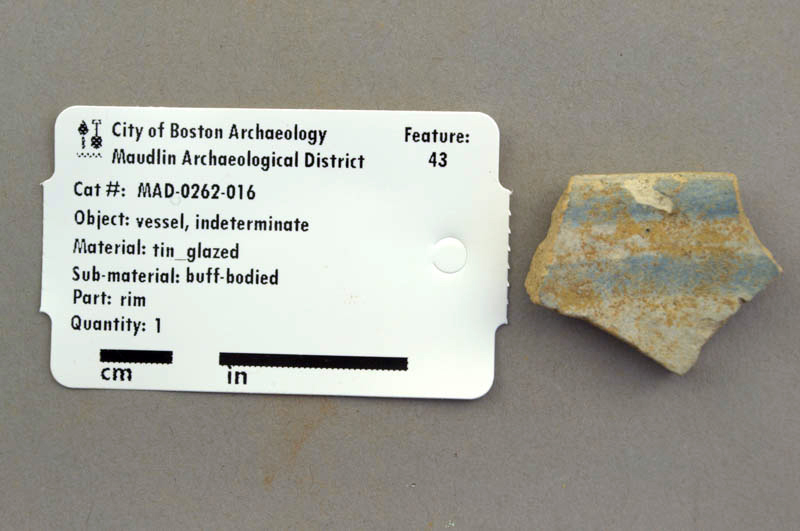 City of Boston Archaeology
Maudlin Archaeological District
Feature:
43
Cat #: MAD-0262-016
Object: vessel, indeterminate
Material: tin_glazed
Sub-material: buff-bodied
Part: rim
Quantity: 1
cm in